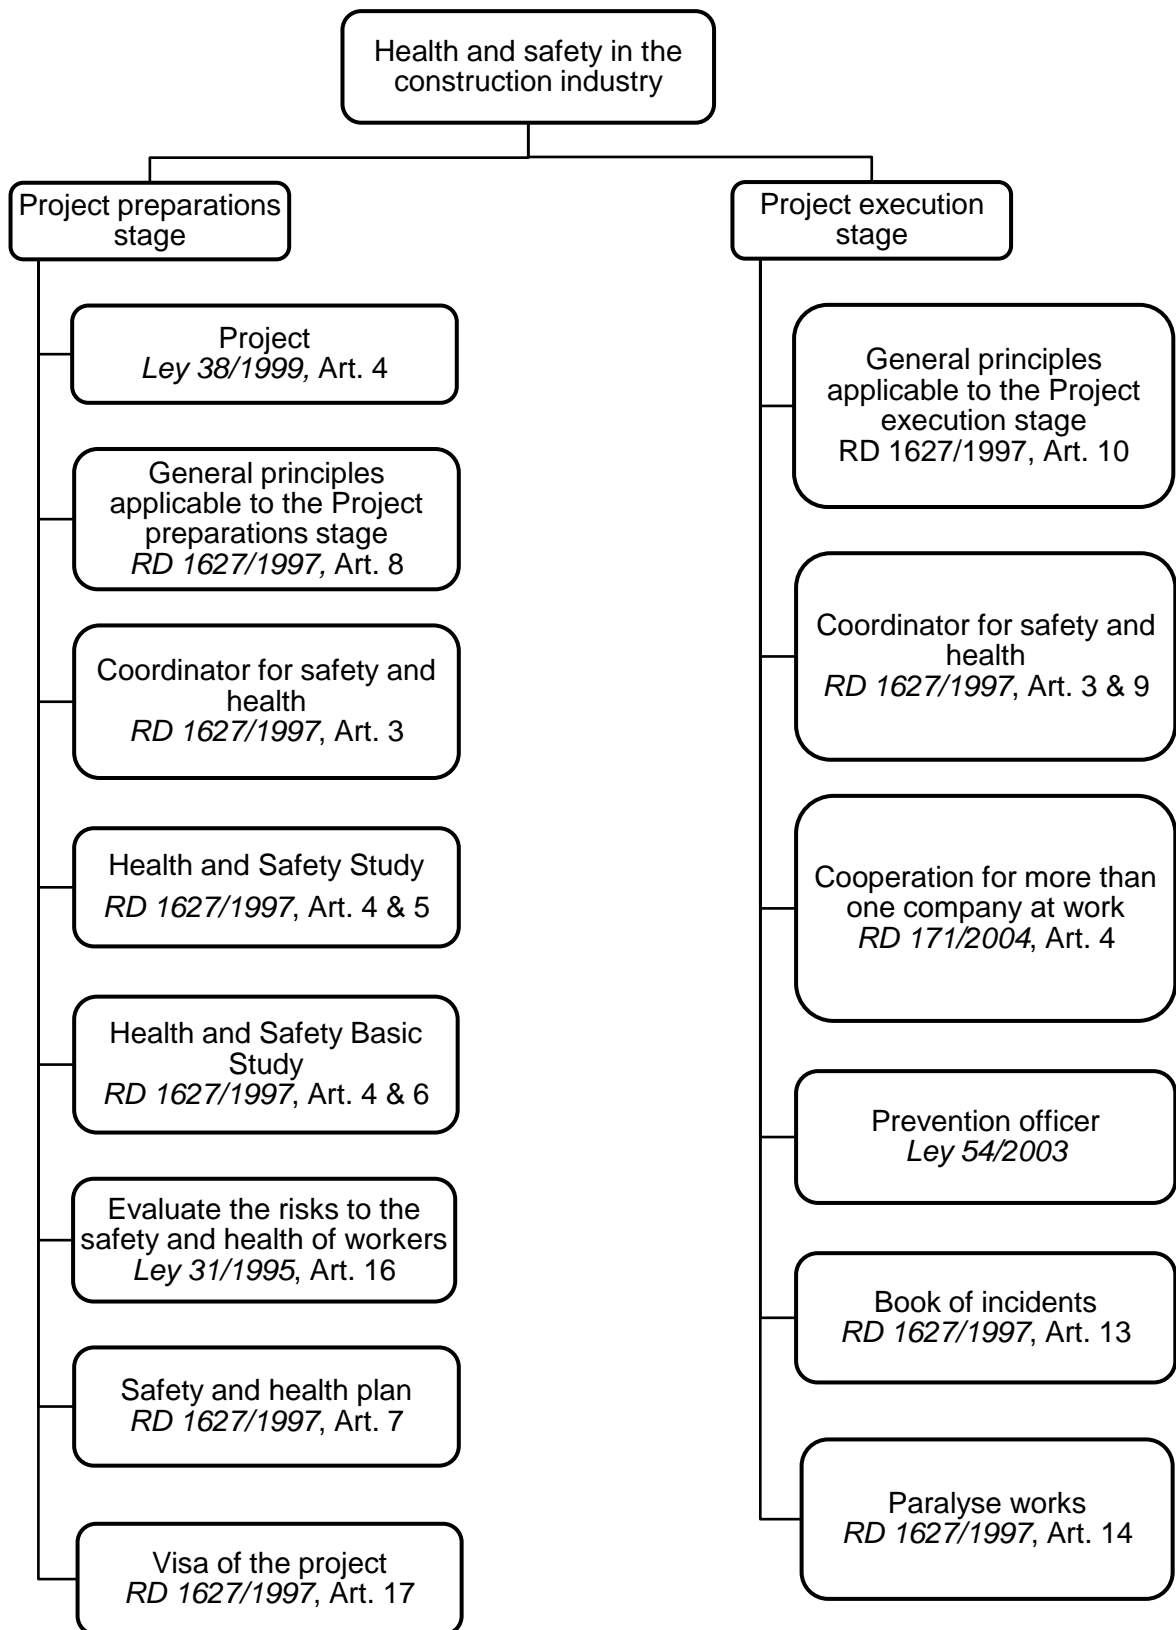 Health and safety in the
construction industry
Project preparations
stage
Project
Ley 38/1999, Art. 4
General principles
applicable to the Project
preparations stage
RD 1627/1997, Art. 8
Coordinator for safety and
health
RD 1627/1997, Art. 3
Health and Safety Study
RD 1627/1997, Art. 4 & 5
Health and Safety Basic
Study
RD 1627/1997, Art. 4 & 6
Evaluate the risks to the
safety and health of workers
Ley 31/1995, Art. 16
Safety and health plan
RD 1627/1997, Art. 7
Visa of the project
RD 1627/1997, Art. 17
Project execution
stage
General principles
applicable to the Project
execution stage
RD 1627/1997, Art. 10
Coordinator for safety and
health
RD 1627/1997, Art. 3 & 9
Cooperation for more than
one company at work
RD 171/2004, Art. 4
Prevention officer
Ley 54/2003
Book of incidents
RD 1627/1997, Art. 13
Paralyse works
RD 1627/1997, Art. 14